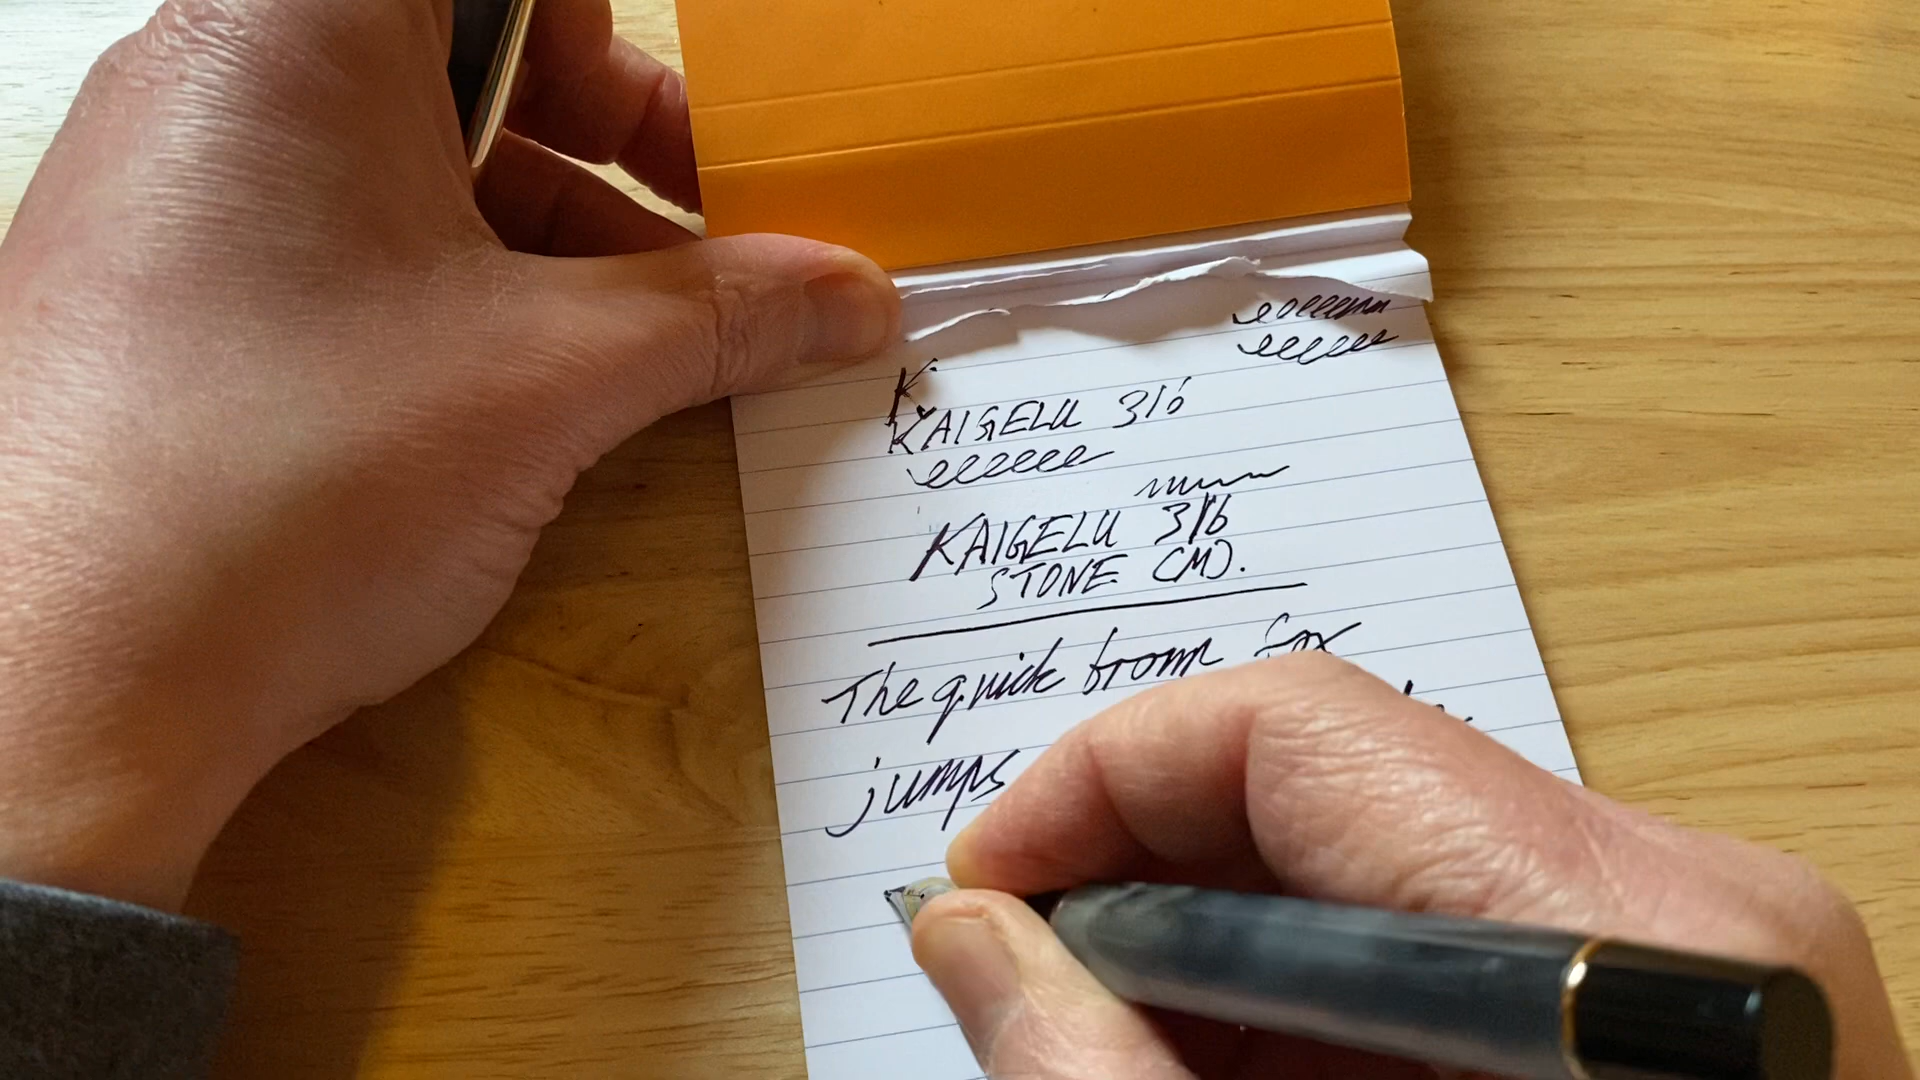 K
KAIGELU 316
KAIGELU 316
STONE (M).
The quick brown fox
jumps